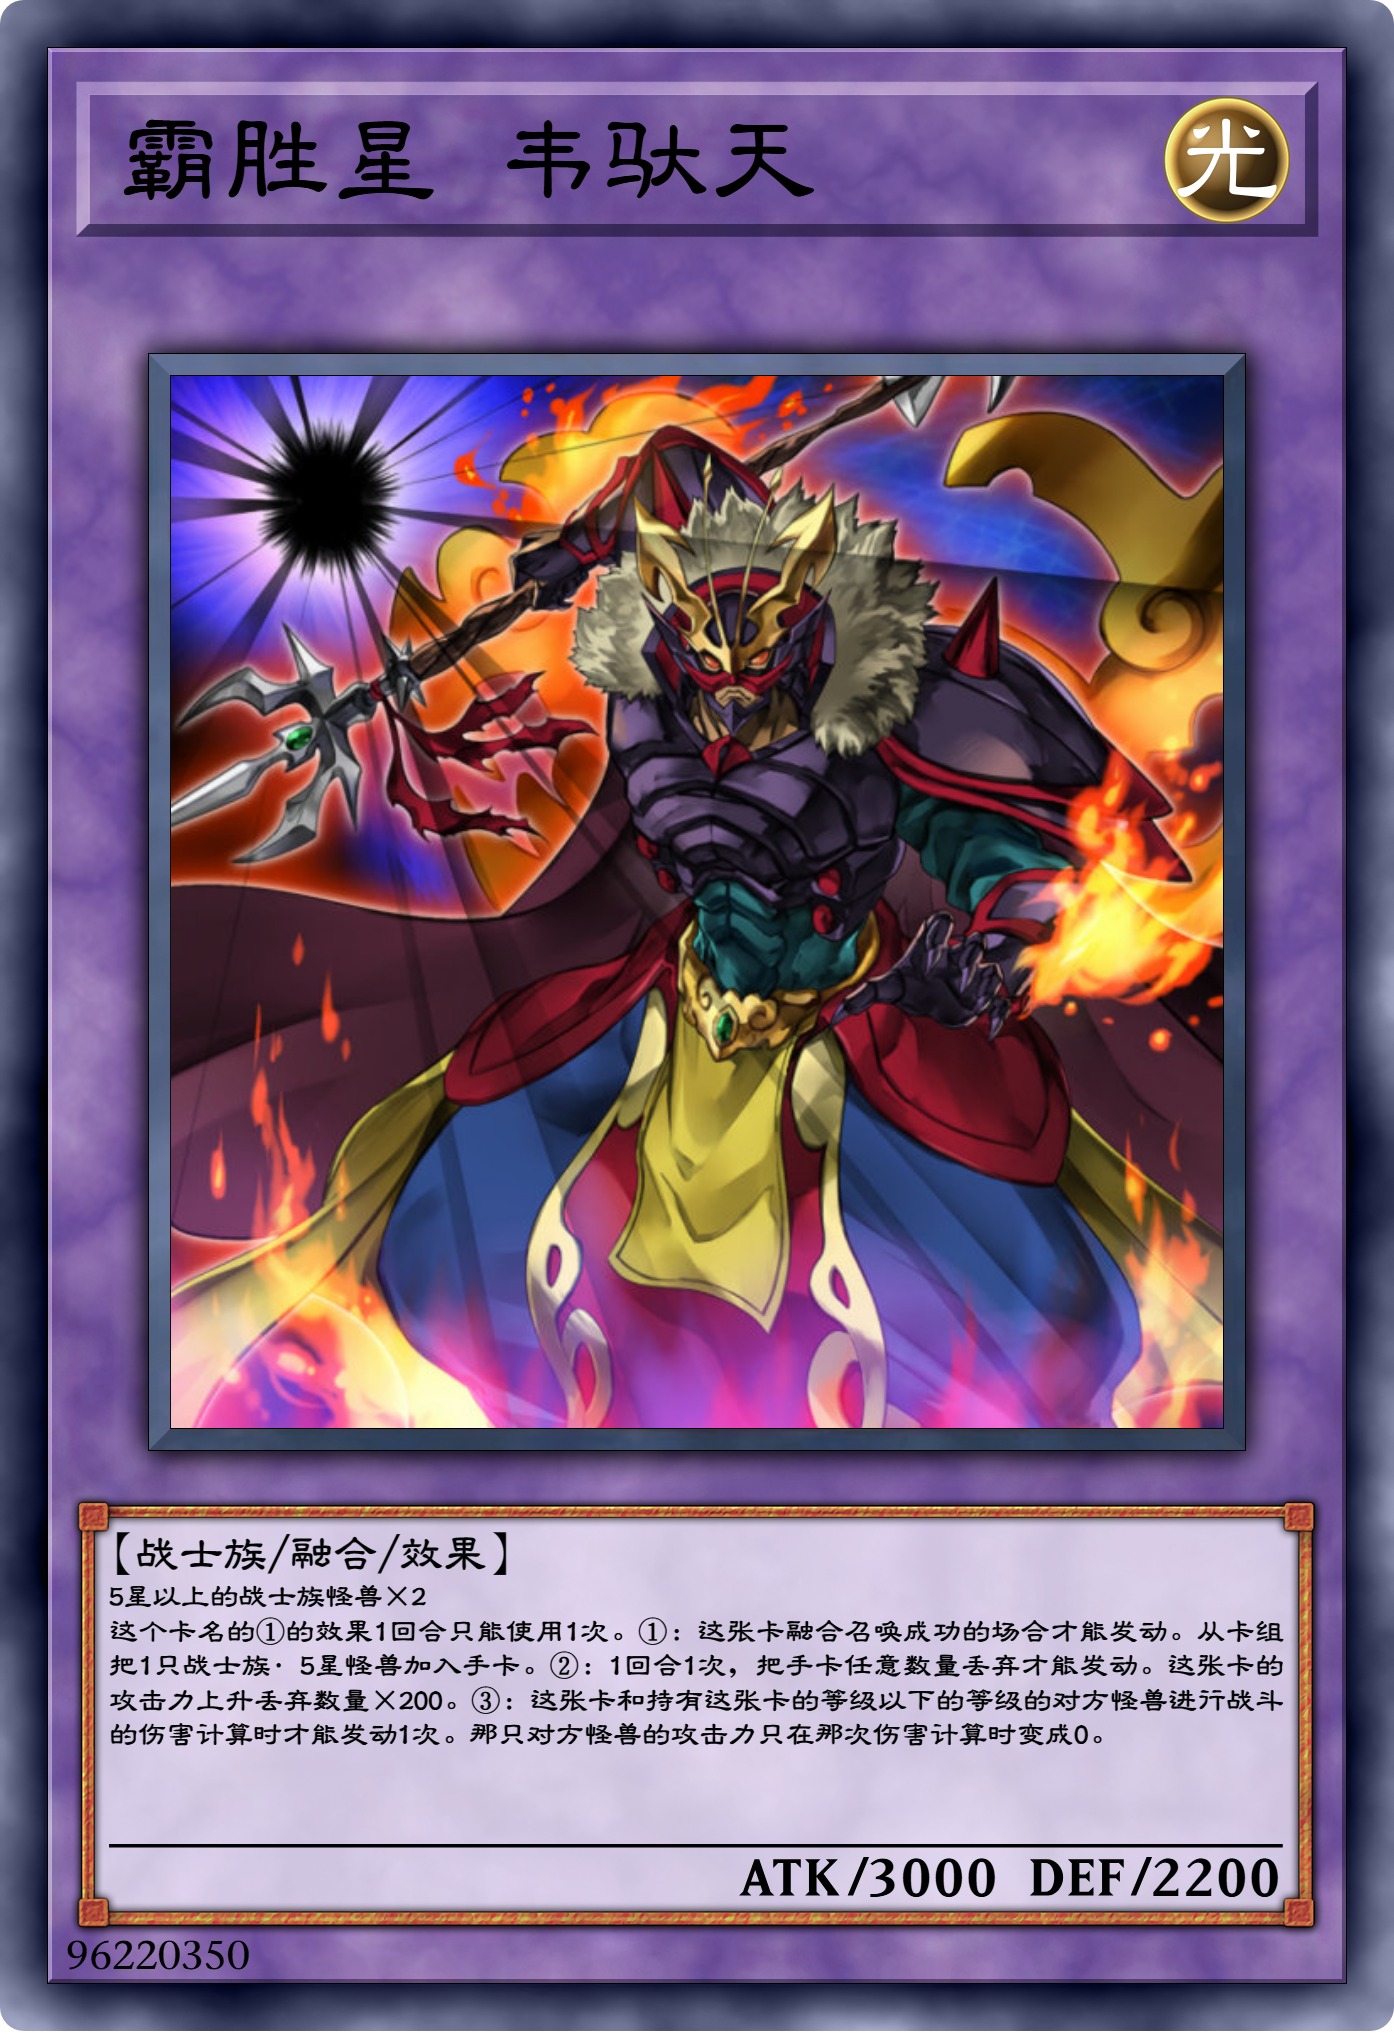 霸胜星 韦驮天
光
【战士族/融合/效果】
5星以上的战士族怪兽×2
这个卡名的①的效果1回合只能使用1次。①：这张卡融合召唤成功的场合才能发动。从卡组
把1只战士族·5星怪兽加入手卡。②：1回合1次，把手卡任意数量丢弃才能发动。这张卡的
攻击力上升丢弃数量×200。③：这张卡和持有这张卡的等级以下的等级的对方怪兽进行战斗
的伤害计算时才能发动1次。那只对方怪兽的攻击力只在那次伤害计算时变成0。
ATK/3000 DEF/2200
96220350